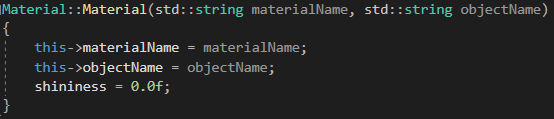 Material::Material(std::string materialName, std::string objectName)
{
    this->materialName = materialName;
    this->objectName = objectName;
    shininess = 0.0f;
}